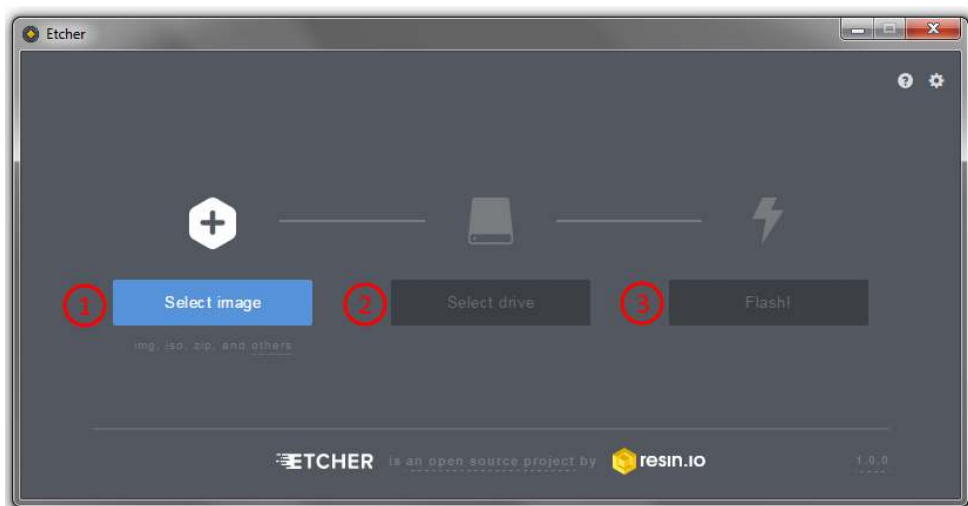 Etcher
1 Select image 2 Select drive 3 Flash!
img, iso, zip, and others
ETCHER is an open source project by resin.io 1.0.0